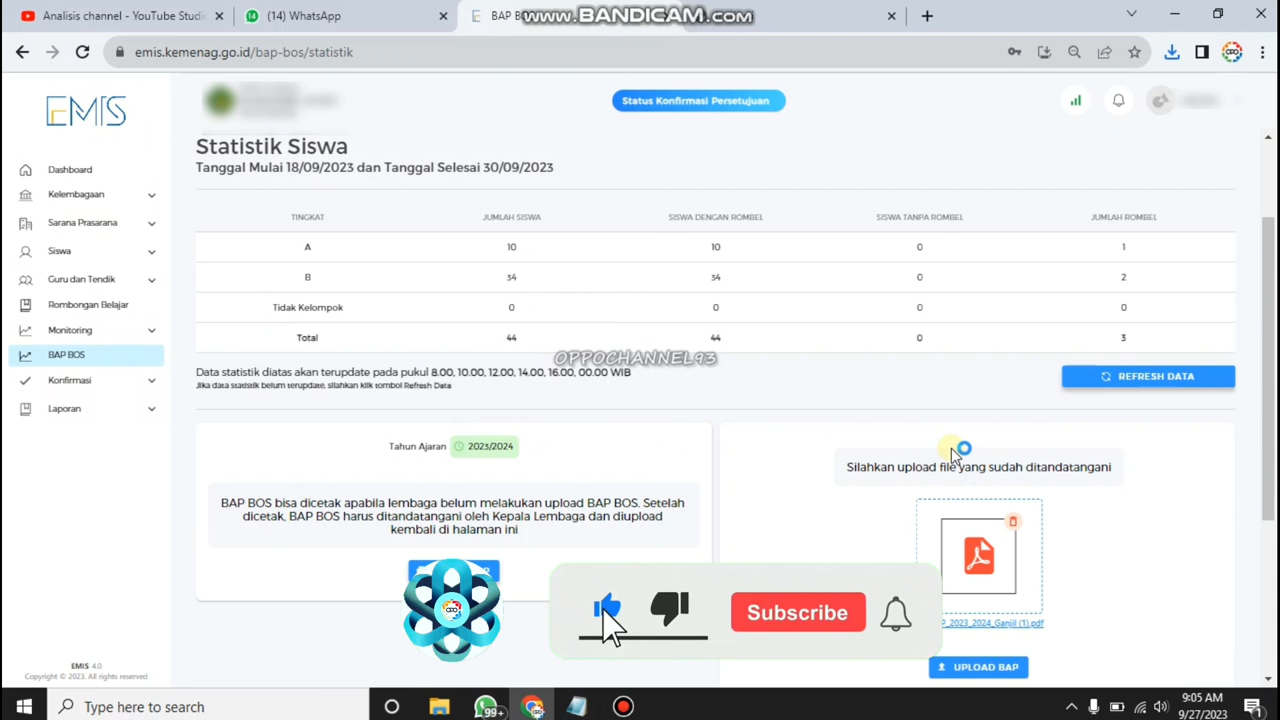 Analisis channel - YouTube Studi
(14) WhatsApp
BAP B
www.BANDICAM.com
emis.kemenag.go.id/bap-bos/statistik
EMIS
Status Konfirmasi Persetujuan
Statistik Siswa
Tanggal Mulai 18/09/2023 dan Tanggal Selesai 30/09/2023
Dashboard
Kelembagaan
Sarana Prasarana
Siswa
Guru dan Tendik
Rombongan Belajar
Monitoring
BAP BOS
Konfirmasi
Laporan
TINGKAT JUMLAH SISWA SISWA DENGAN ROMBEL SISWA TANPA ROMBEL JUMLAH ROMBEL
A 10 10 0 1
B 34 34 0 2
Tidak Kelompok 0 0 0 0
Total 44 44 0 3
OPPOCHANNEL93
Data statistik diatas akan terupdate pada pukul 8.00, 10.00, 12.00, 14.00, 16.00, 00.00 WIB
Jika data statistik belum terupdate, silahkan klik tombol Refresh Data
REFRESH DATA
Tahun Ajaran 2023/2024
BAP BOS bisa dicetak apabila lembaga belum melakukan upload BAP BOS. Setelah
dicetak, BAP BOS harus ditandatangani oleh Kepala Lembaga dan diupload
kembali di halaman ini
Silahkan upload file yang sudah ditandatangani
P_2023_2024_Ganjil (1).pdf
UPLOAD BAP
Subscribe
EMIS 4.0
Copyright © 2023. All rights reserved
Type here to search
99+
9:05 AM
9/27/2023
1